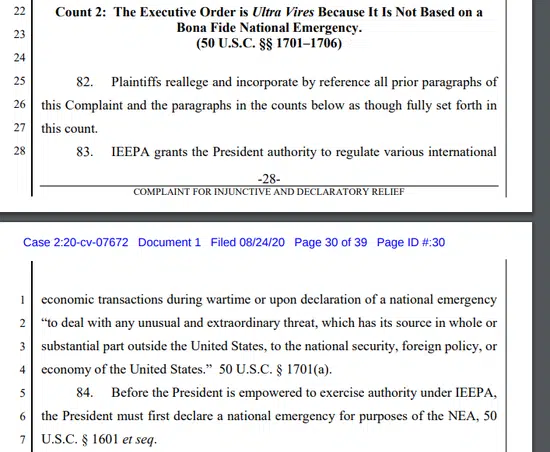 22 Count 2: The Executive Order is Ultra Vires Because It Is Not Based on a
23 Bona Fide National Emergency.
(50 U.S.C. §§ 1701–1706)
24
25 82. Plaintiffs reallege and incorporate by reference all prior paragraphs of
26 this Complaint and the paragraphs in the counts below as though fully set forth in
27 this count.
28 83. IEEPA grants the President authority to regulate various international
-28-
COMPLAINT FOR INJUNCTIVE AND DECLARATORY RELIEF
Case 2:20-cv-07672 Document 1 Filed 08/24/20 Page 30 of 39 Page ID #:30
1 economic transactions during wartime or upon declaration of a national emergency
2 “to deal with any unusual and extraordinary threat, which has its source in whole or
3 substantial part outside the United States, to the national security, foreign policy, or
4 economy of the United States.” 50 U.S.C. § 1701(a).
5 84. Before the President is empowered to exercise authority under IEEPA,
6 the President must first declare a national emergency for purposes of the NEA, 50
7 U.S.C. § 1601 et seq.